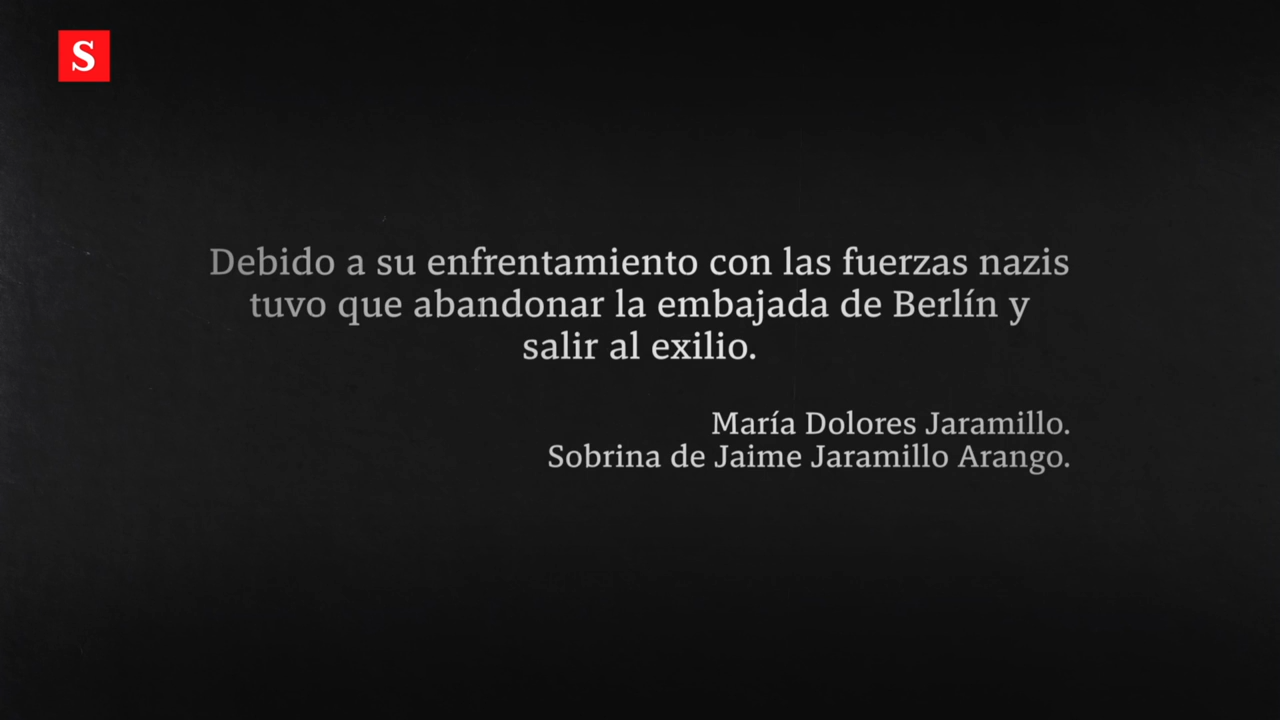 S
Debido a su enfrentamiento con las fuerzas nazis
tuvo que abandonar la embajada de Berlín y
salir al exilio.
María Dolores Jaramillo.
Sobrina de Jaime Jaramillo Arango.